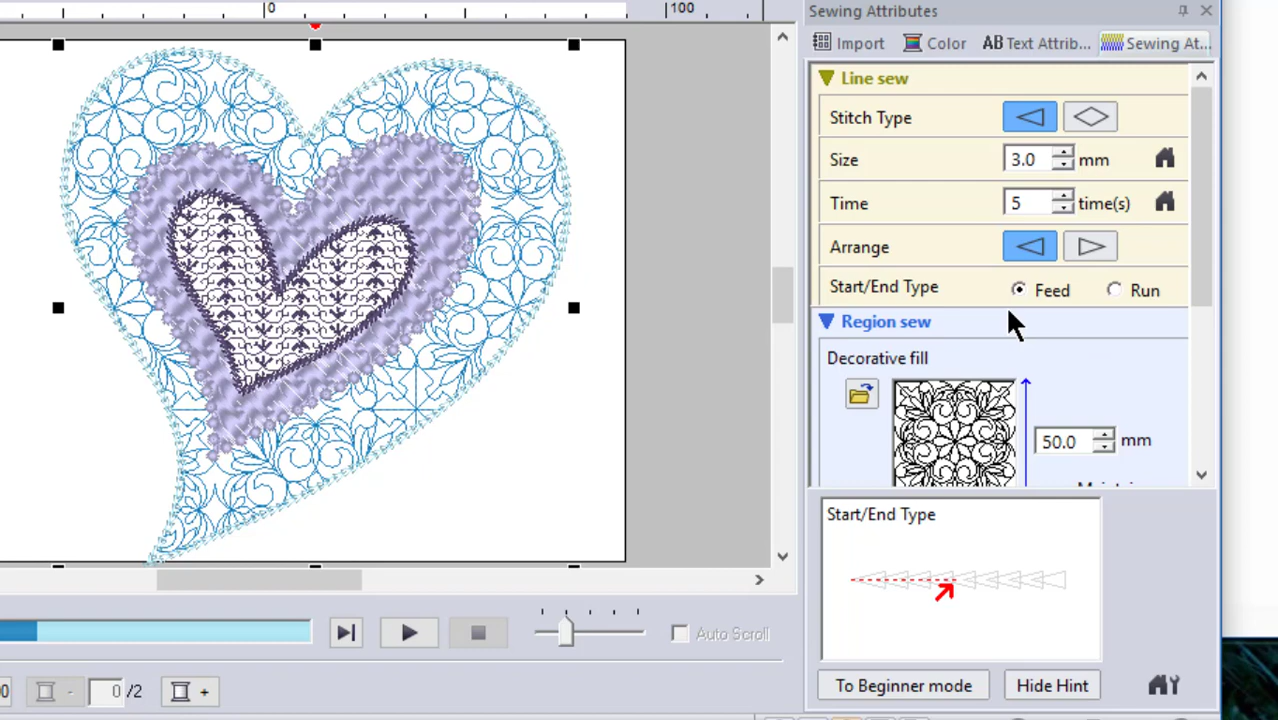 Sewing Attributes
0
100
Import
Color
AB Text Attrib...
Sewing At...
Line sew
Stitch Type
Size 3.0 mm
Time 5 time(s)
Arrange
Start/End Type Feed Run
Region sew
Decorative fill
50.0 mm
Start/End Type
Auto Scroll
0 /2
To Beginner mode
Hide Hint